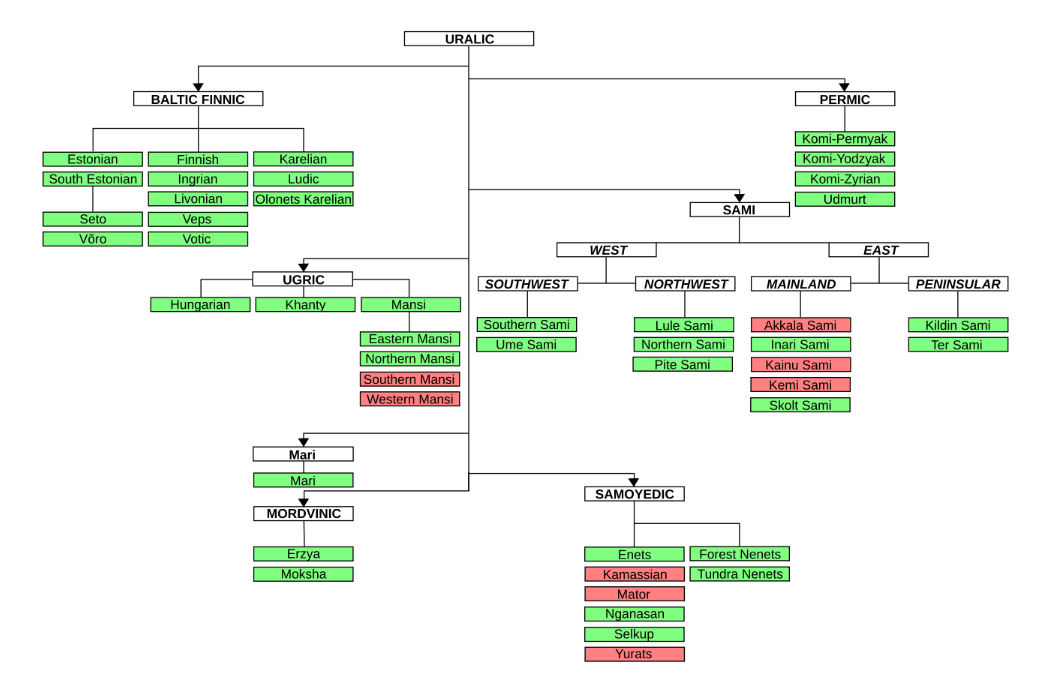 URALIC
BALTIC FINNIC
Estonian
South Estonian
Seto
Võro
Finnish
Ingrian
Livonian
Veps
Votic
Karelian
Ludic
Olonets Karelian
PERMIC
Komi-Permyak
Komi-Yodzyak
Komi-Zyrian
Udmurt
SAMI
WEST
SOUTHWEST
Southern Sami
Ume Sami
NORTHWEST
Lule Sami
Northern Sami
Pite Sami
EAST
MAINLAND
Akkala Sami
Inari Sami
Kainu Sami
Kemi Sami
Skolt Sami
PENINSULAR
Kildin Sami
Ter Sami
UGRIC
Hungarian
Khanty
Mansi
Eastern Mansi
Northern Mansi
Southern Mansi
Western Mansi
Mari
Mari
MORDVINIC
Erzya
Moksha
SAMOYEDIC
Enets
Kamassian
Mator
Nganasan
Selkup
Yurats
Forest Nenets
Tundra Nenets